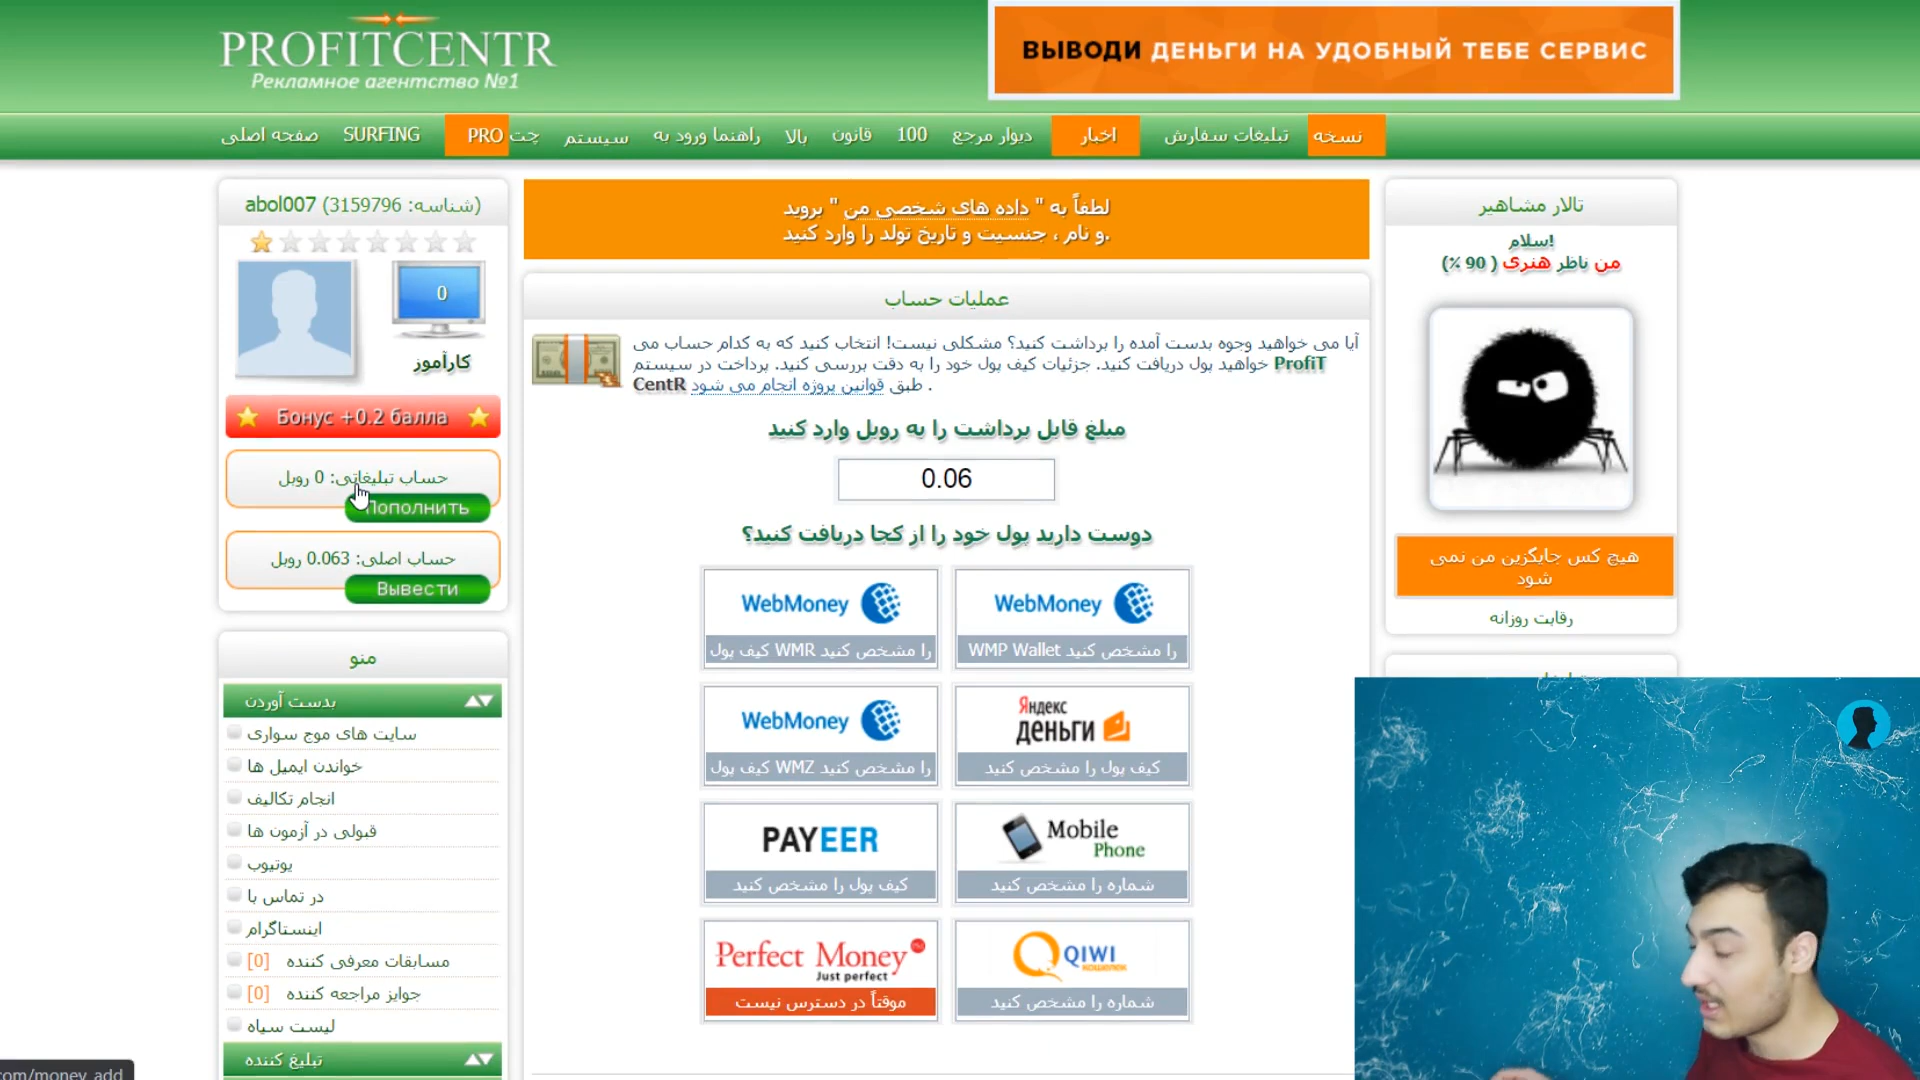 PROFITCENTR
Рекламное агентство №1
ВЫВОДИ ДЕНЬГИ НА УДОБНЫЙ ТЕБЕ СЕРВИС
صفحه اصلی
SURFING
PRO چت
سیستم
راهنما ورود به
بالا
قانون
100
دیوار مرجع
اخبار
تبلیغات سفارش
نسخه
abol007 (شناسه: 3159796)
0
کارآموز
Бонус +0.2 балла
حساب تبلیغاتی: 0 روبل
Пополнить
حساب اصلی: 0.063 روبل
Вывести
منو
بدست آوردن
سایت های موج سواری
خواندن ایمیل ها
انجام تکالیف
قبولی در آزمون ها
یوتیوب
در تماس با
اینستاگرام
مسابقات معرفی کننده [0]
جوایز مراجعه کننده [0]
لیست سیاه
تبلیغ کننده
لطفاً به " داده های شخصی من " بروید
و نام ، جنسیت و تاریخ تولد را وارد کنید.
عملیات حساب
آیا می خواهید وجوه بدست آمده را برداشت کنید؟ مشکلی نیست! انتخاب کنید که به کدام حساب می
خواهید پول دریافت کنید. جزئیات کیف پول خود را به دقت بررسی کنید. پرداخت در سیستم ProfiT
CentR طبق قوانین پروژه انجام می شود .
مبلغ قابل برداشت را به روبل وارد کنید
0.06
دوست دارید پول خود را از کجا دریافت کنید؟
WebMoney
را مشخص کنید WMR کیف پول
WebMoney
را مشخص کنید WMP Wallet
WebMoney
را مشخص کنید WMZ کیف پول
Яндекс
деньги
کیف پول را مشخص کنید
PAYEER
کیف پول را مشخص کنید
Mobile
Phone
شماره را مشخص کنید
Perfect Money
Just perfect
موقتاً در دسترس نیست
QIWI
кошелек
شماره را مشخص کنید
تالار مشاهیر
سلام!
من ناظر هنری ( 90 ٪)
هیچ کس جایگزین من نمی
شود
رقابت روزانه
com/money_add